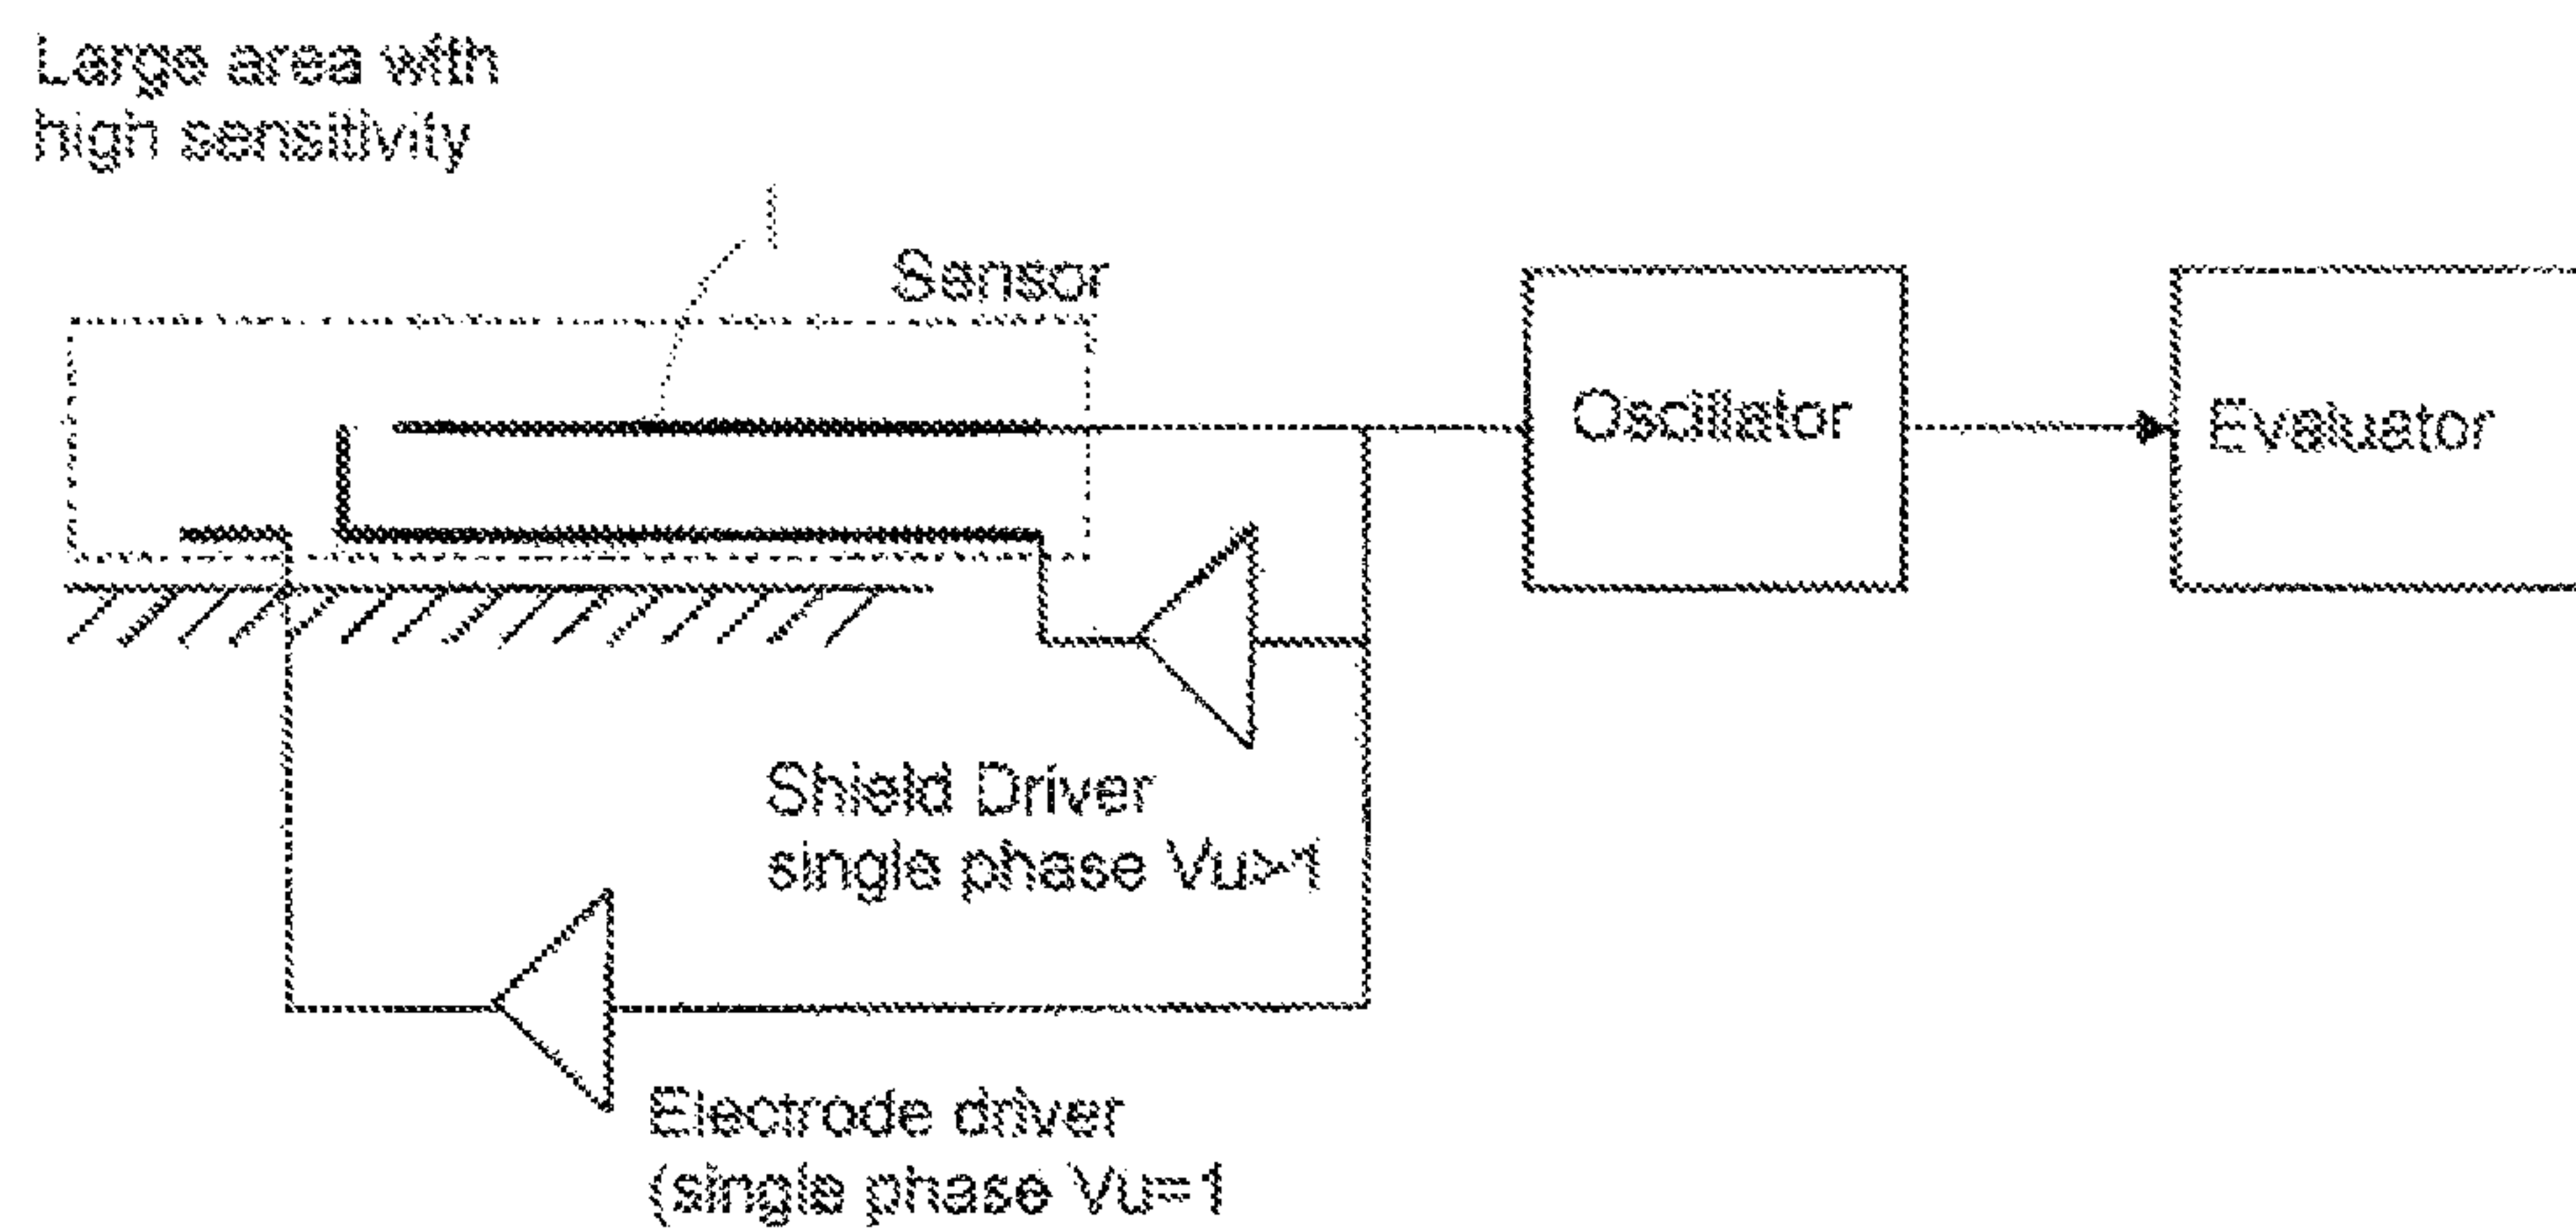 Large area with
high sensitivity
1
Sensor
Oscillator
Evaluator
Shield Driver
single phase Vu>1
Electrode driver
(single phase Vu=1